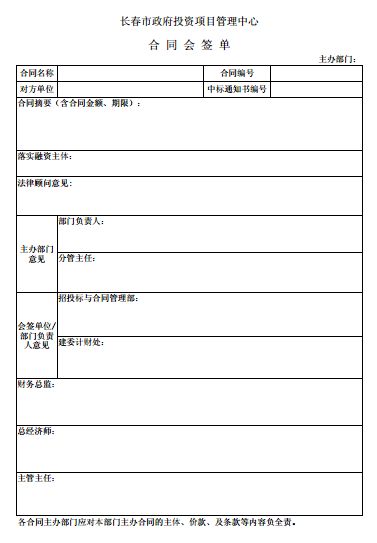 长春市政府投资项目管理中心
合同会签单
主办部门：
合同名称 合同编号
对方单位 中标通知书编号
合同摘要（含合同金额、期限）：
落实融资主体：
法律顾问意见：
主办部门
意见
部门负责人：
分管主任：
会签单位/
部门负责
人意见
招投标与合同管理部：
建委计财处：
财务总监：
总经济师：
主管主任：
各合同主办部门应对本部门主办合同的主体、价款、及条款等内容负全责。